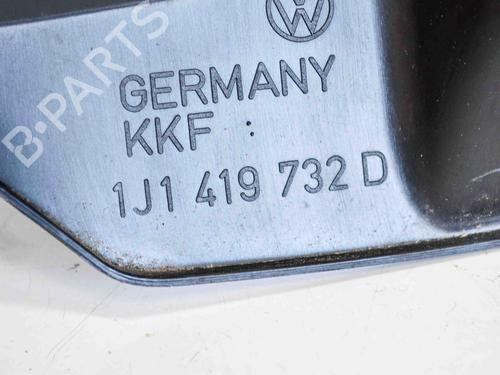 B-PARTS
GERMANY
KKF :
1J1 419 732 D